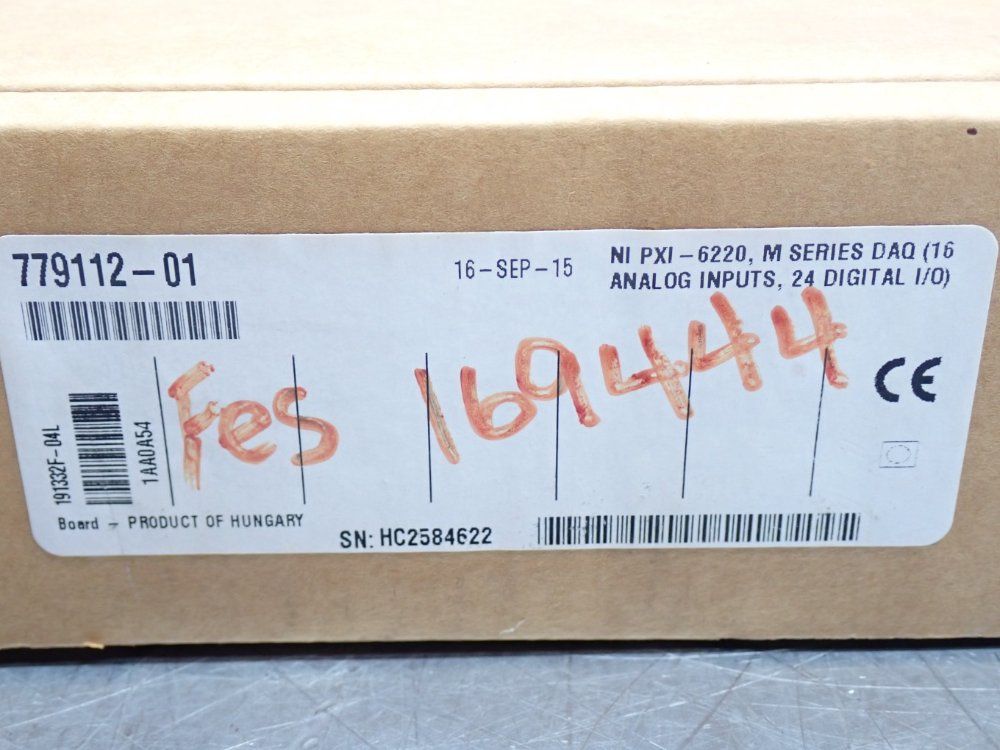 779112-01
16-SEP-15
NI PXI-6220, M SERIES DAQ (16
ANALOG INPUTS, 24 DIGITAL I/O)
Fes 169444
CE
191332F-04L
1AA0A54
Board - PRODUCT OF HUNGARY
SN: HC2584622